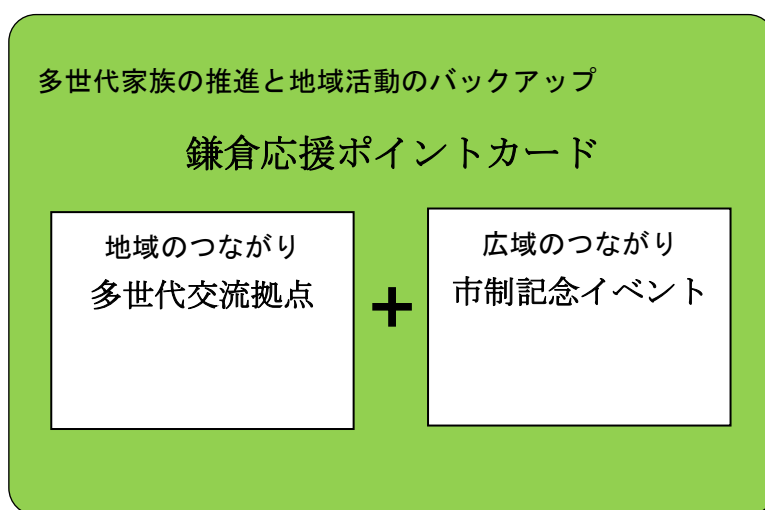 多世代家族の推進と地域活動のバックアップ
鎌倉応援ポイントカード
地域のつながり
多世代交流拠点
+
広域のつながり
市制記念イベント